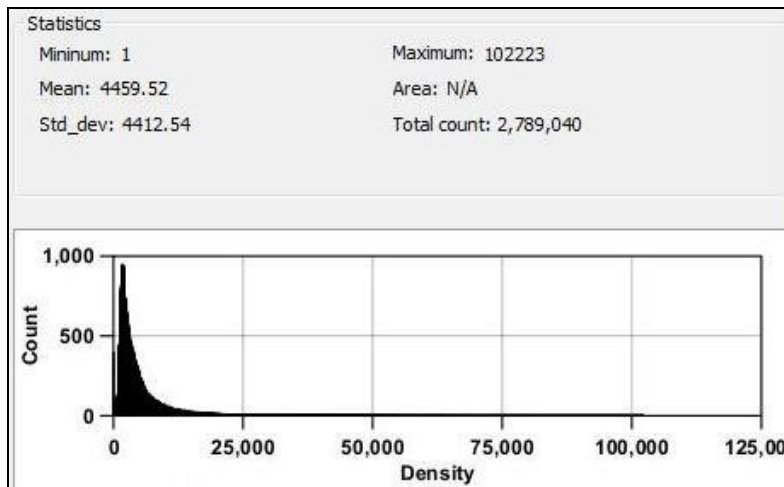 Statistics
Mininum: 1
Maximum: 102223
Mean: 4459.52
Area: N/A
Std_dev: 4412.54
Total count: 2,789,040
1,000
500
0
Count
0 25,000 50,000 75,000 100,000 125,00
Density